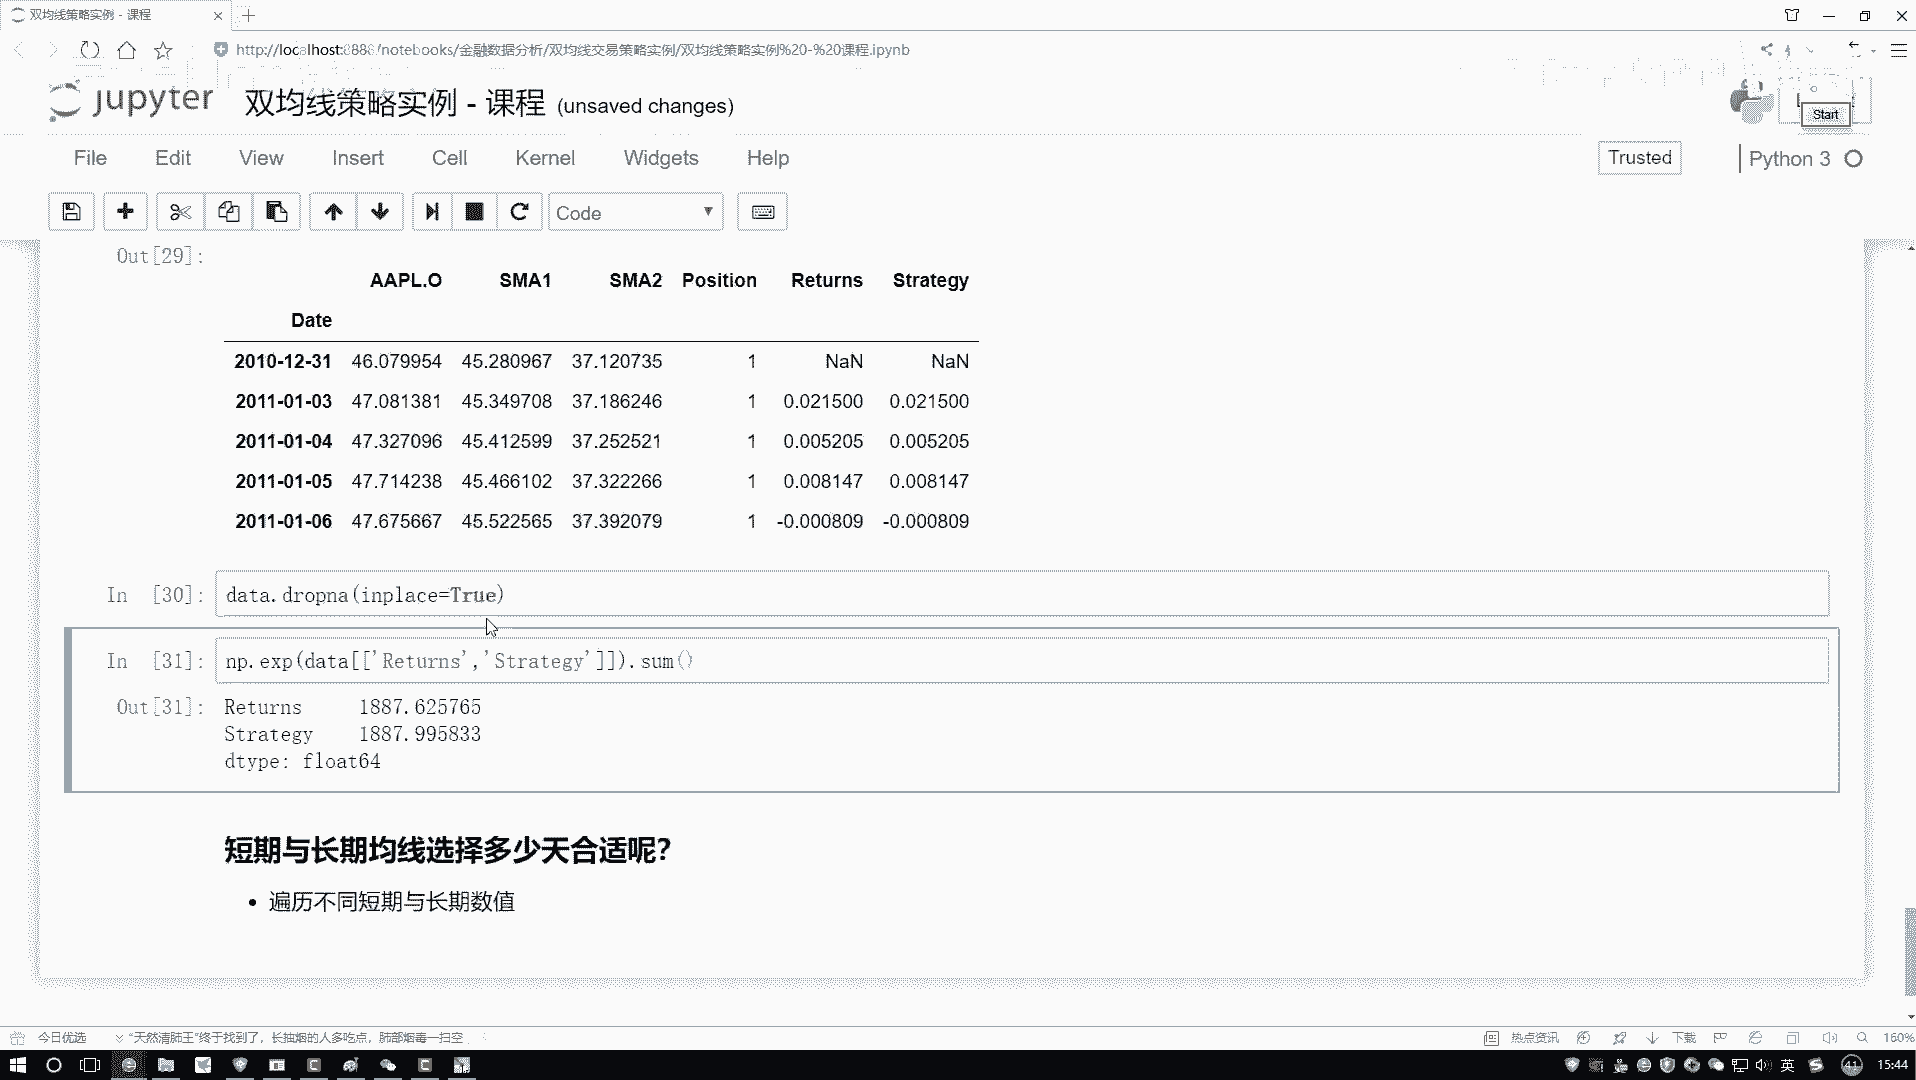 双均线策略实例 - 课程
http://localhost:8888/notebooks/金融数据分析/双均线交易策略实例/双均线策略实例%20-%20课程.ipynb
jupyter 双均线策略实例 - 课程 (unsaved changes)
Start
File Edit View Insert Cell Kernel Widgets Help
Trusted Python 3
Code
Out[29]:
AAPL.O SMA1 SMA2 Position Returns Strategy
Date
2010-12-31 46.079954 45.280967 37.120735 1 NaN NaN
2011-01-03 47.081381 45.349708 37.186246 1 0.021500 0.021500
2011-01-04 47.327096 45.412599 37.252521 1 0.005205 0.005205
2011-01-05 47.714238 45.466102 37.322266 1 0.008147 0.008147
2011-01-06 47.675667 45.522565 37.392079 1 -0.000809 -0.000809
In [30]: data.dropna(inplace=True)
In [31]: np.exp(data[['Returns','Strategy']]).sum()
Out[31]: Returns 1887.625765
Strategy 1887.995833
dtype: float64
短期与长期均线选择多少天合适呢?
• 遍历不同短期与长期数值
今日优选 “天然清肺王”终于找到了，长抽烟的人多吃点，肺部烟毒一扫空
热点资讯 下载 160%
英 41 15:44